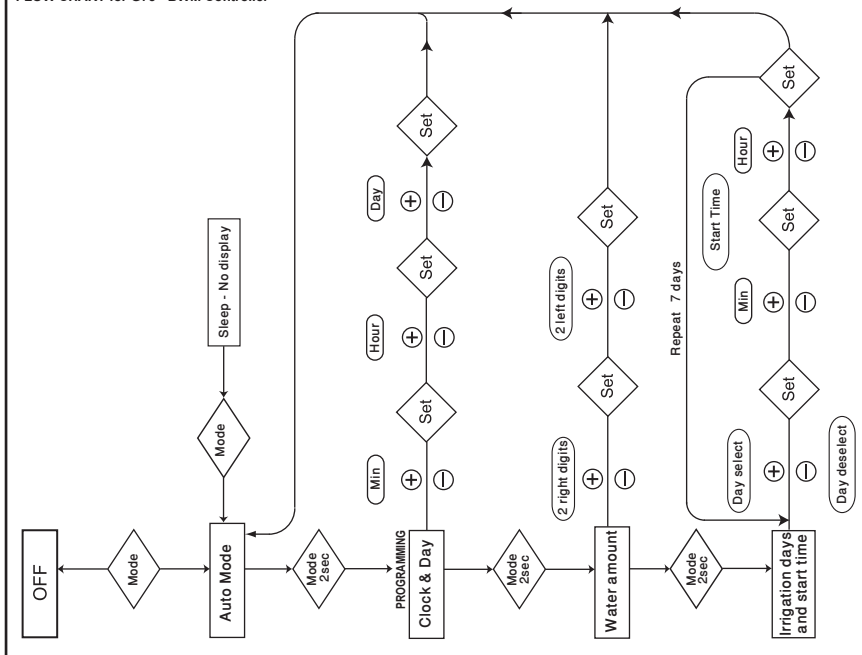 FLOW CHART for Controller
OFF
Mode
Auto Mode
Mode
Sleep - No display
Mode
2sec
PROGRAMMING
Clock & Day
Min
+
−
Set
Hour
+
−
Set
Day
+
−
Set
Mode
2sec
Water amount
2 right digits
+
−
Set
2 left digits
+
−
Set
Mode
2sec
Irrigation days
and start time
Day select
+
−
Day deselect
Set
Repeat 7 days
Min
+
−
Set
Start Time
Hour
+
−
Set